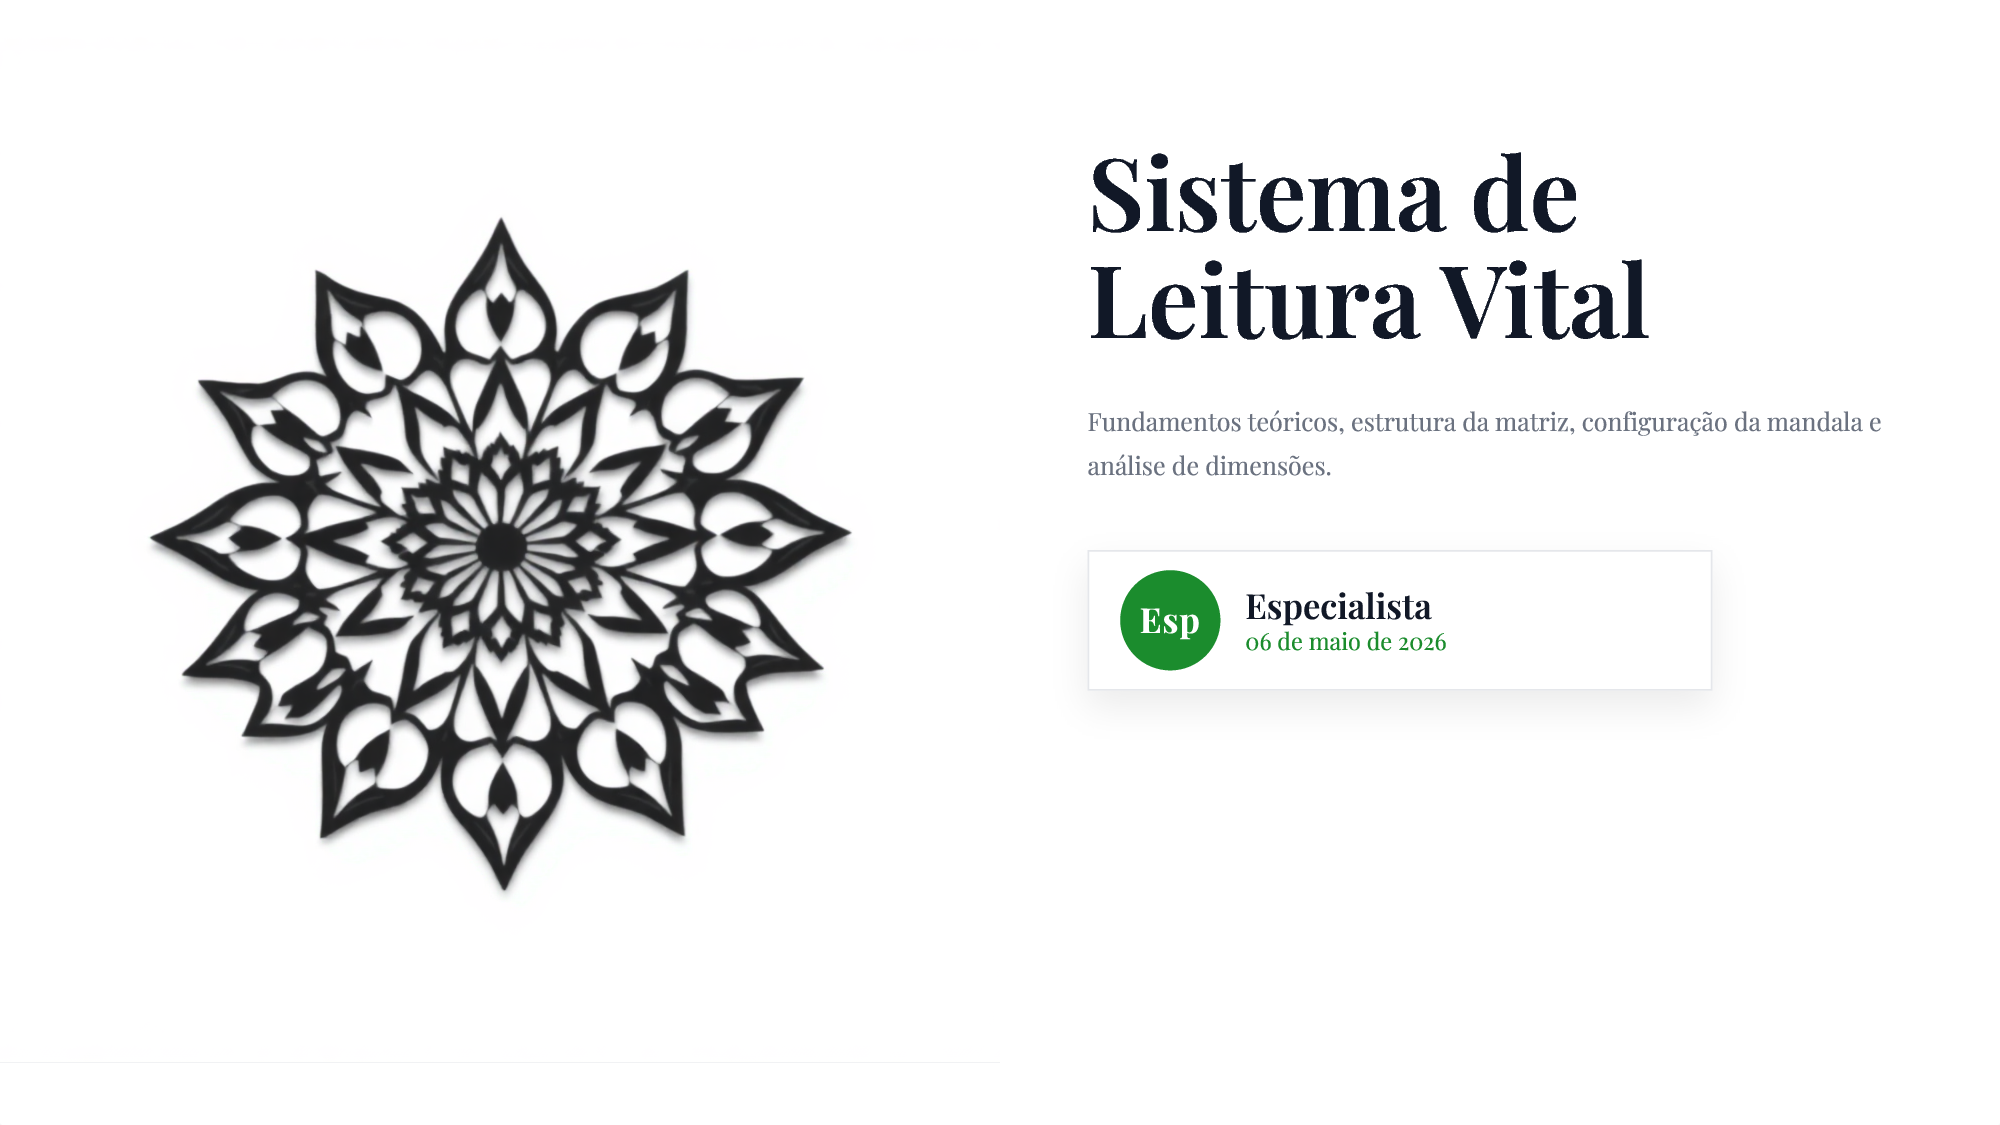 Sistema de
Leitura Vital
Fundamentos teóricos, estrutura da matriz, configuração da mandala e
análise de dimensões.
Esp
Especialista
06 de maio de 2026